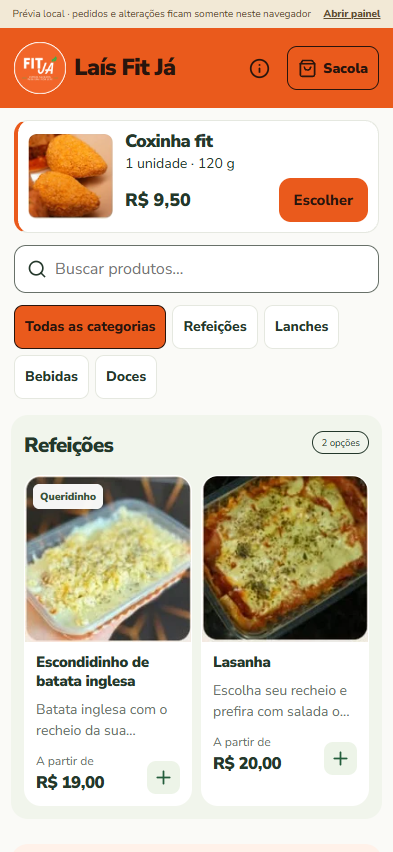 Prévia local · pedidos e alterações ficam somente neste navegador Abrir painel
FIT
JÁ
Laís Fit Já
Sacola
Coxinha fit
1 unidade · 120 g
R$ 9,50
Escolher
Buscar produtos...
Todas as categorias
Refeições
Lanches
Bebidas
Doces
Refeições
2 opções
Queridinho
Escondidinho de
batata inglesa
Batata inglesa com o
recheio da sua...
A partir de
R$ 19,00
Lasanha
Escolha seu recheio e
prefira com salada o...
A partir de
R$ 20,00